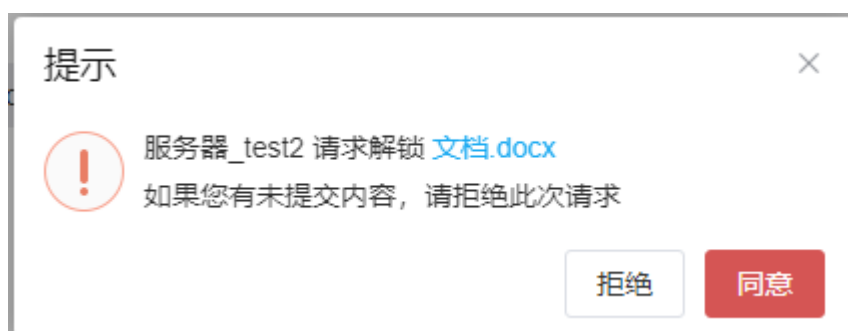 提示
服务器_test2 请求解锁 文档.docx
如果您有未提交内容，请拒绝此次请求
拒绝
同意